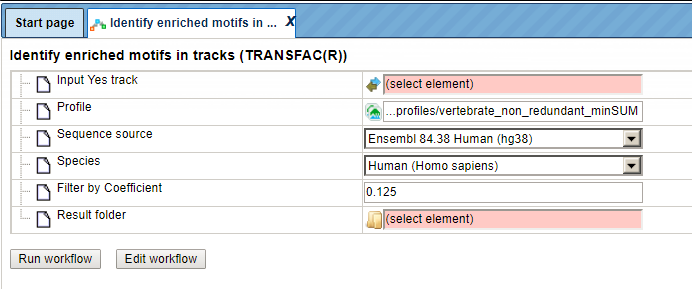 Start page
Identify enriched motifs in ... X
Identify enriched motifs in tracks (TRANSFAC(R))
Input Yes track (select element)
Profile ...profiles/vertebrate_non_redundant_minSUM
Sequence source Ensembl 84.38 Human (hg38)
Species Human (Homo sapiens)
Filter by Coefficient 0.125
Result folder (select element)
Run workflow Edit workflow